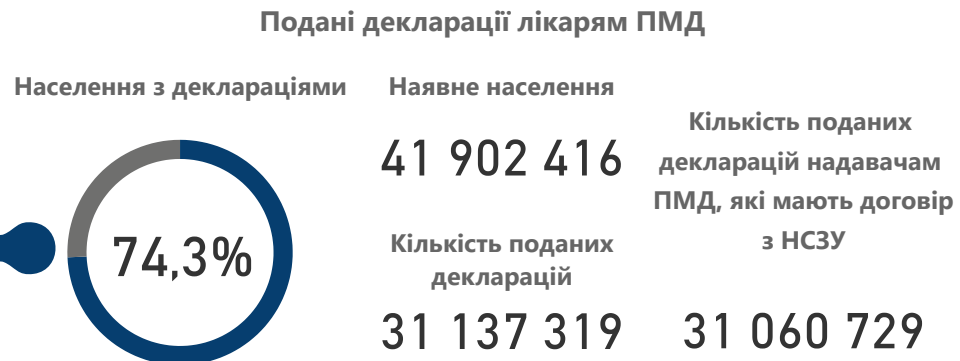 Подані декларації лікарям ПМД
Населення з деклараціями
74,3%
Наявне населення
41 902 416
Кількість поданих
декларацій
31 137 319
Кількість поданих
декларацій надавачам
ПМД, які мають договір
з НСЗУ
31 060 729